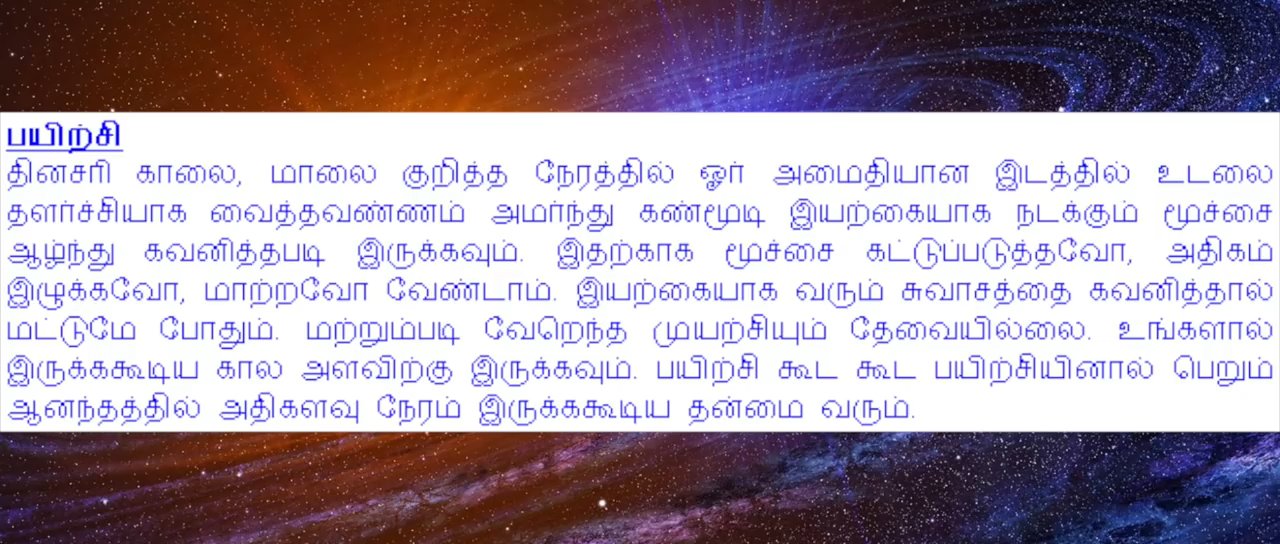 பயிற்சி
தினசரி காலை, மாலை குறித்த நேரத்தில் ஓர் அமைதியான இடத்தில் உடலை
தளர்ச்சியாக வைத்தவண்ணம் அமர்ந்து கண்மூடி இயற்கையாக நடக்கும் மூச்சை
ஆழ்ந்து கவனித்தபடி இருக்கவும். இதற்காக மூச்சை கட்டுப்படுத்தவோ, அதிகம்
இழுக்கவோ, மாற்றவோ வேண்டாம். இயற்கையாக வரும் சுவாசத்தை கவனித்தால்
மட்டுமே போதும். மற்றும்படி வேறெந்த முயற்சியும் தேவையில்லை. உங்களால்
இருக்ககூடிய கால அளவிற்கு இருக்கவும். பயிற்சி கூட கூட பயிற்சியினால் பெறும்
ஆனந்தத்தில் அதிகளவு நேரம் இருக்ககூடிய தன்மை வரும்.